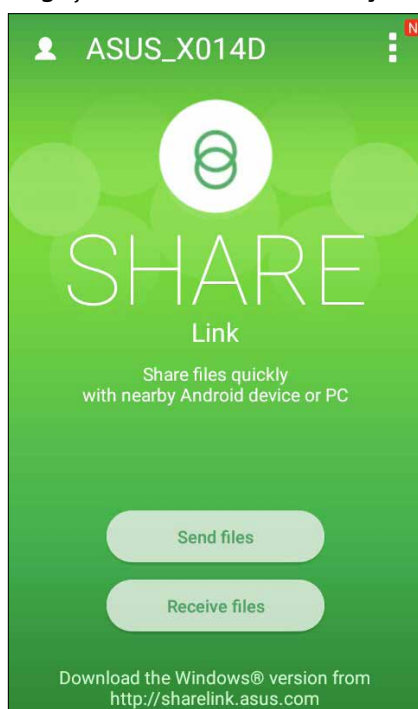 ASUS_X014D
N
SHARE
Link
Share files quickly
with nearby Android device or PC
Send files
Receive files
Download the Windows® version from
http://sharelink.asus.com